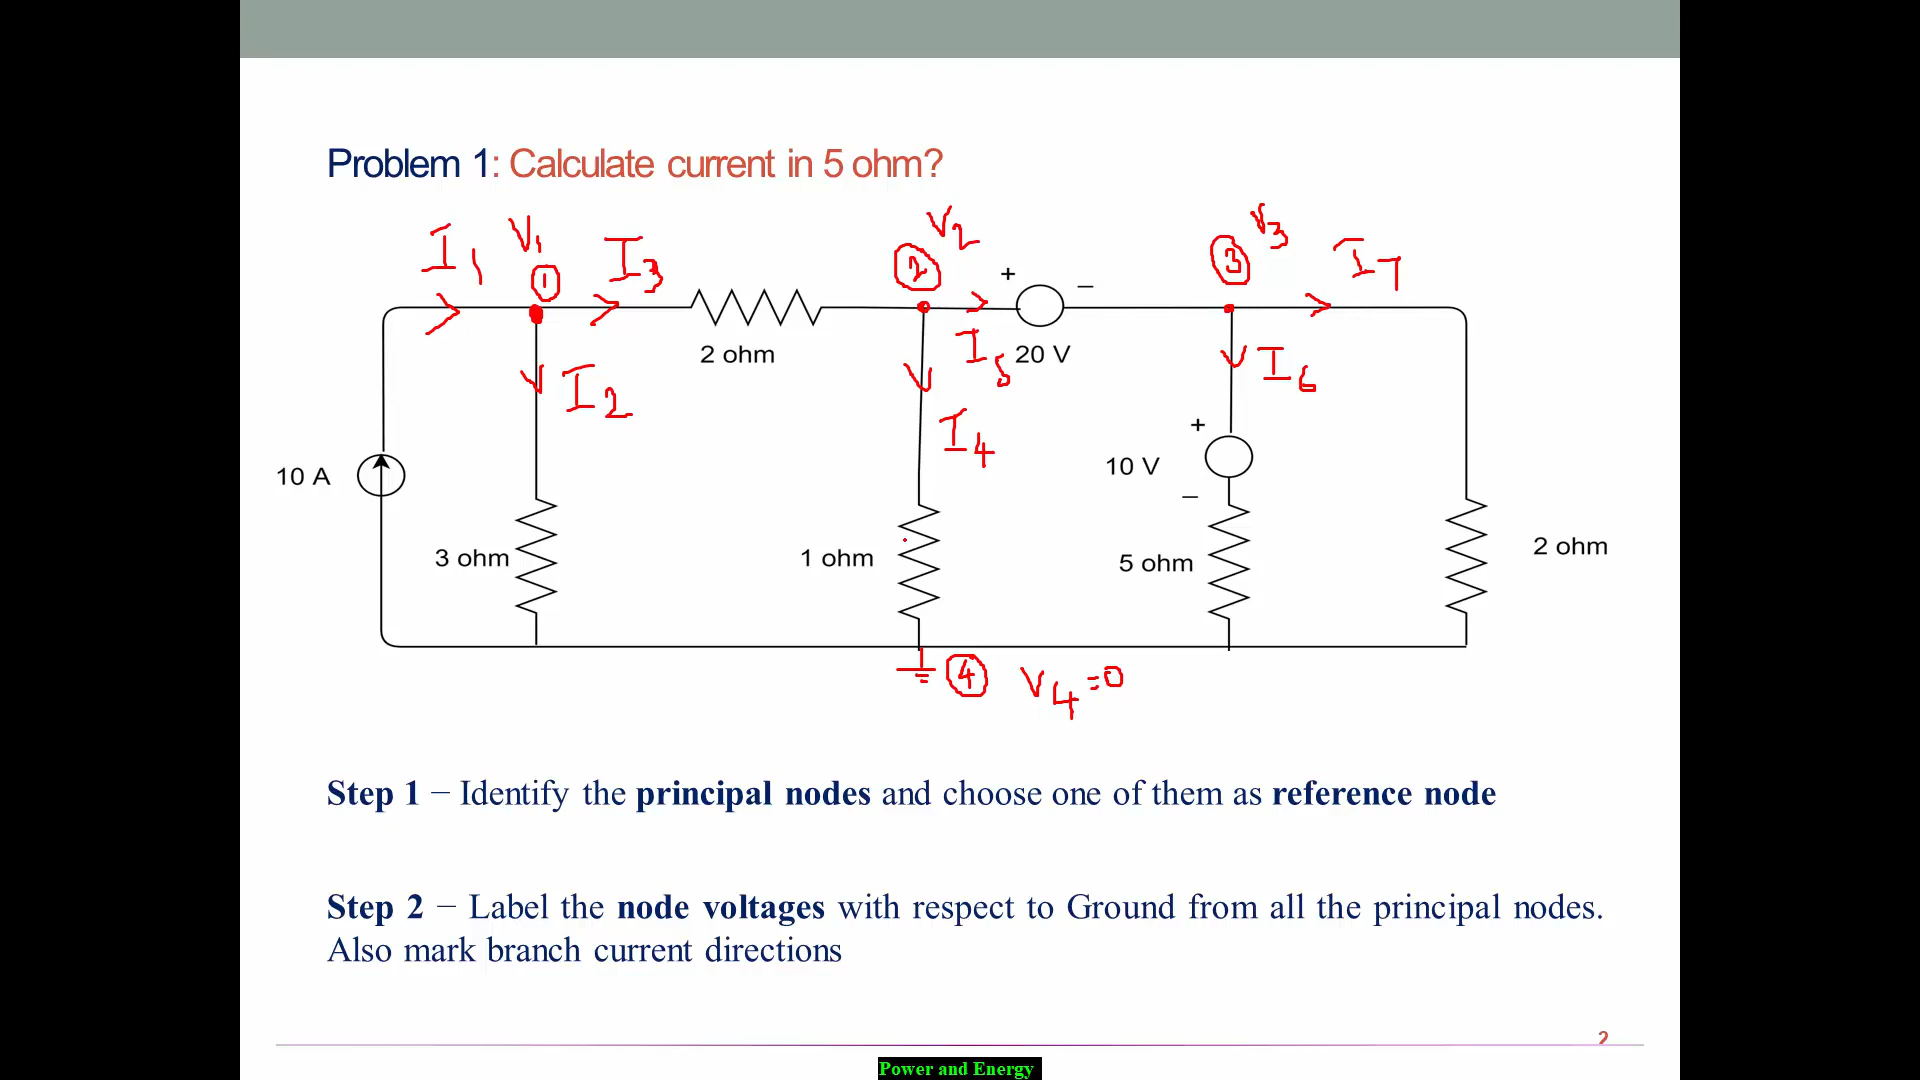 Problem 1: Calculate current in 5 ohm?
I1 V1 I3 V2 V3 I7
1 2 3
+ −
2 ohm I5 20 V
I2 I4 I6
+
10 A 10 V
−
3 ohm 1 ohm 5 ohm 2 ohm
4 V4=0
Step 1 − Identify the principal nodes and choose one of them as reference node
Step 2 − Label the node voltages with respect to Ground from all the principal nodes.
Also mark branch current directions
2
Power and Energy